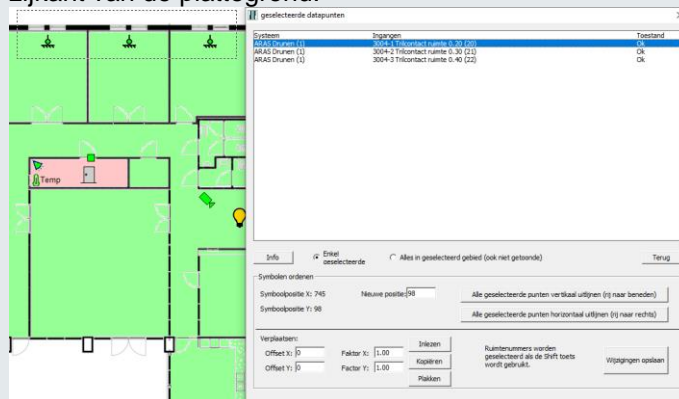 zijkant van de plattegrond.
geselecteerde datapunten
Systeem Ingangen Toestand
ARAS Drunen (1) 3004-1 Trilcontact ruimte 0.20 (20) Ok
ARAS Drunen (1) 3004-2 Trilcontact ruimte 0.30 (21) Ok
ARAS Drunen (1) 3004-3 Trilcontact ruimte 0.40 (22) Ok
Temp
Info Enkel geselecteerde Alles in geselecteerd gebied (ook niet getoonde) Terug
Symbolen ordenen
Symboolpositie X: 745 Nieuwe positie: 98 Alle geselecteerde punten vertikaal uitlijnen (rij naar beneden)
Symboolpositie Y: 98 Alle geselecteerde punten horizontaal uitlijnen (rij naar rechts)
Verplaatsen:
Offset X: 0 Faktor X: 1.00 Inlezen
Offset Y: 0 Factor Y: 1.00 Kopiëren
Plakken
Ruimtenummers worden
geselecteerd als de Shift toets
wordt gebruikt.
Wijzigingen opslaan